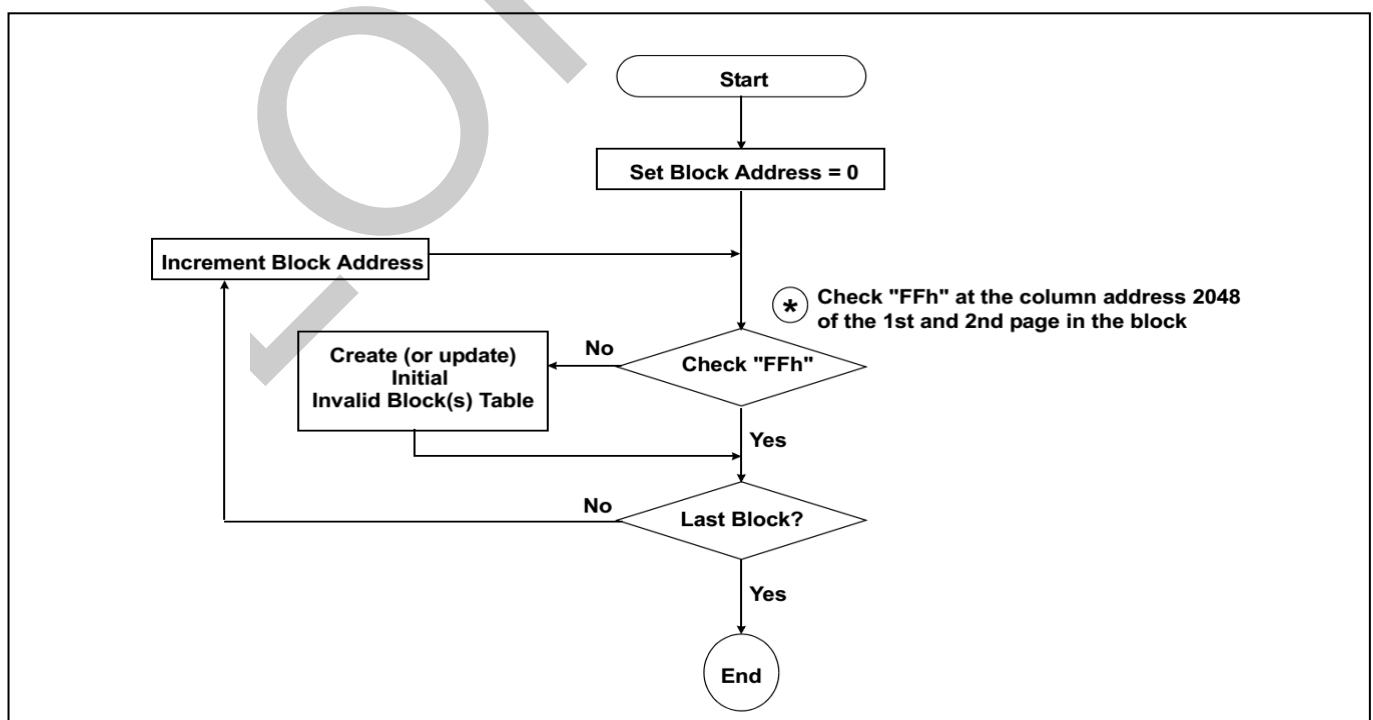 Start
Set Block Address = 0
Increment Block Address
* Check "FFh" at the column address 2048
of the 1st and 2nd page in the block
Create (or update)
Initial
Invalid Block(s) Table
No
Check "FFh"
Yes
No
Last Block?
Yes
End